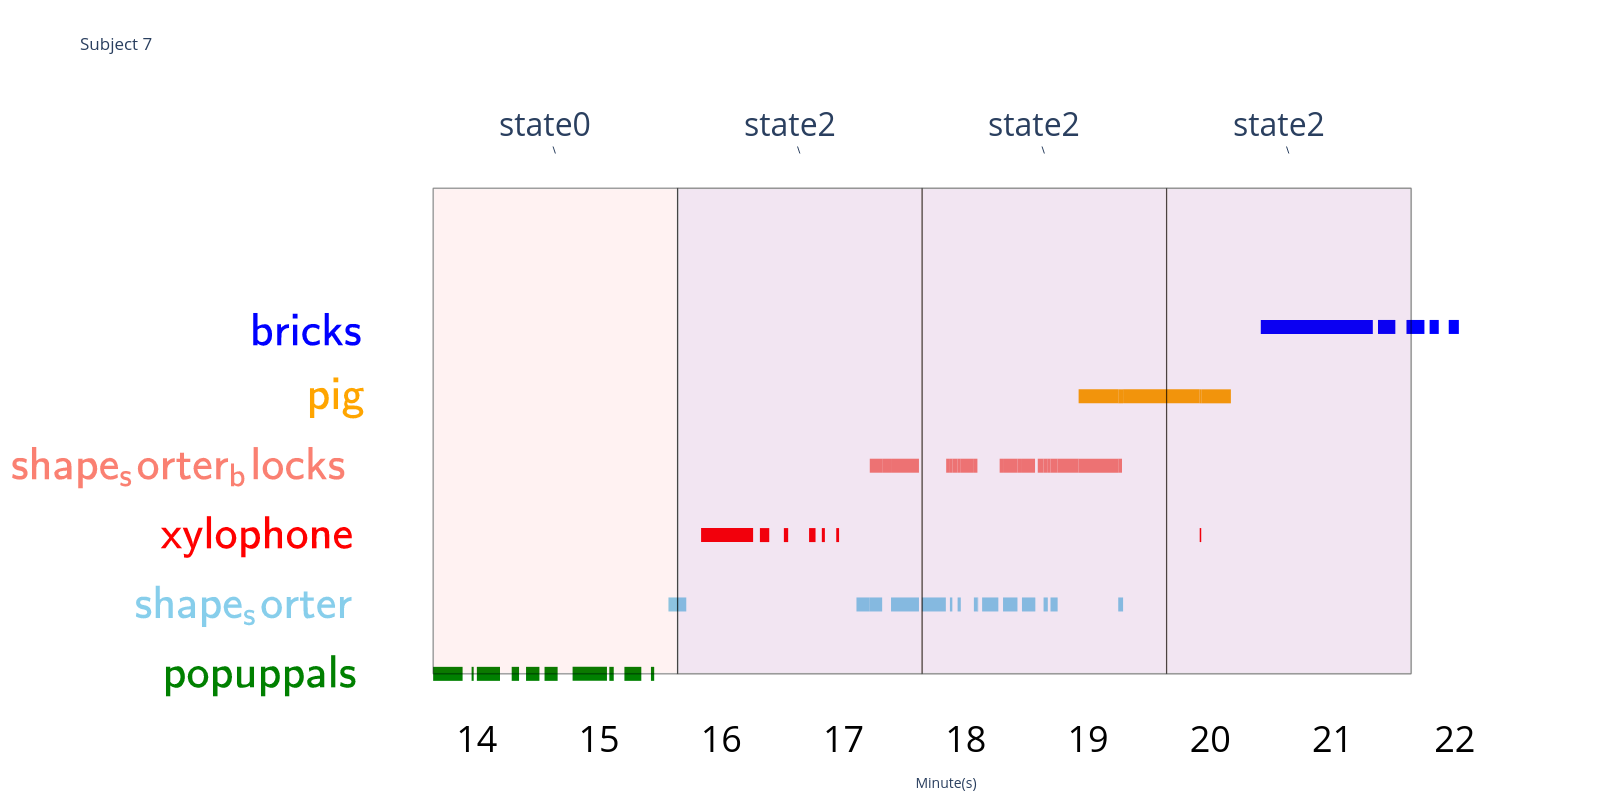 Subject 7
state0 state2 state2 state2
bricks
pig
shapesorterblocks
xylophone
shapesorter
popuppals
14 15 16 17 18 19 20 21 22
Minute(s)